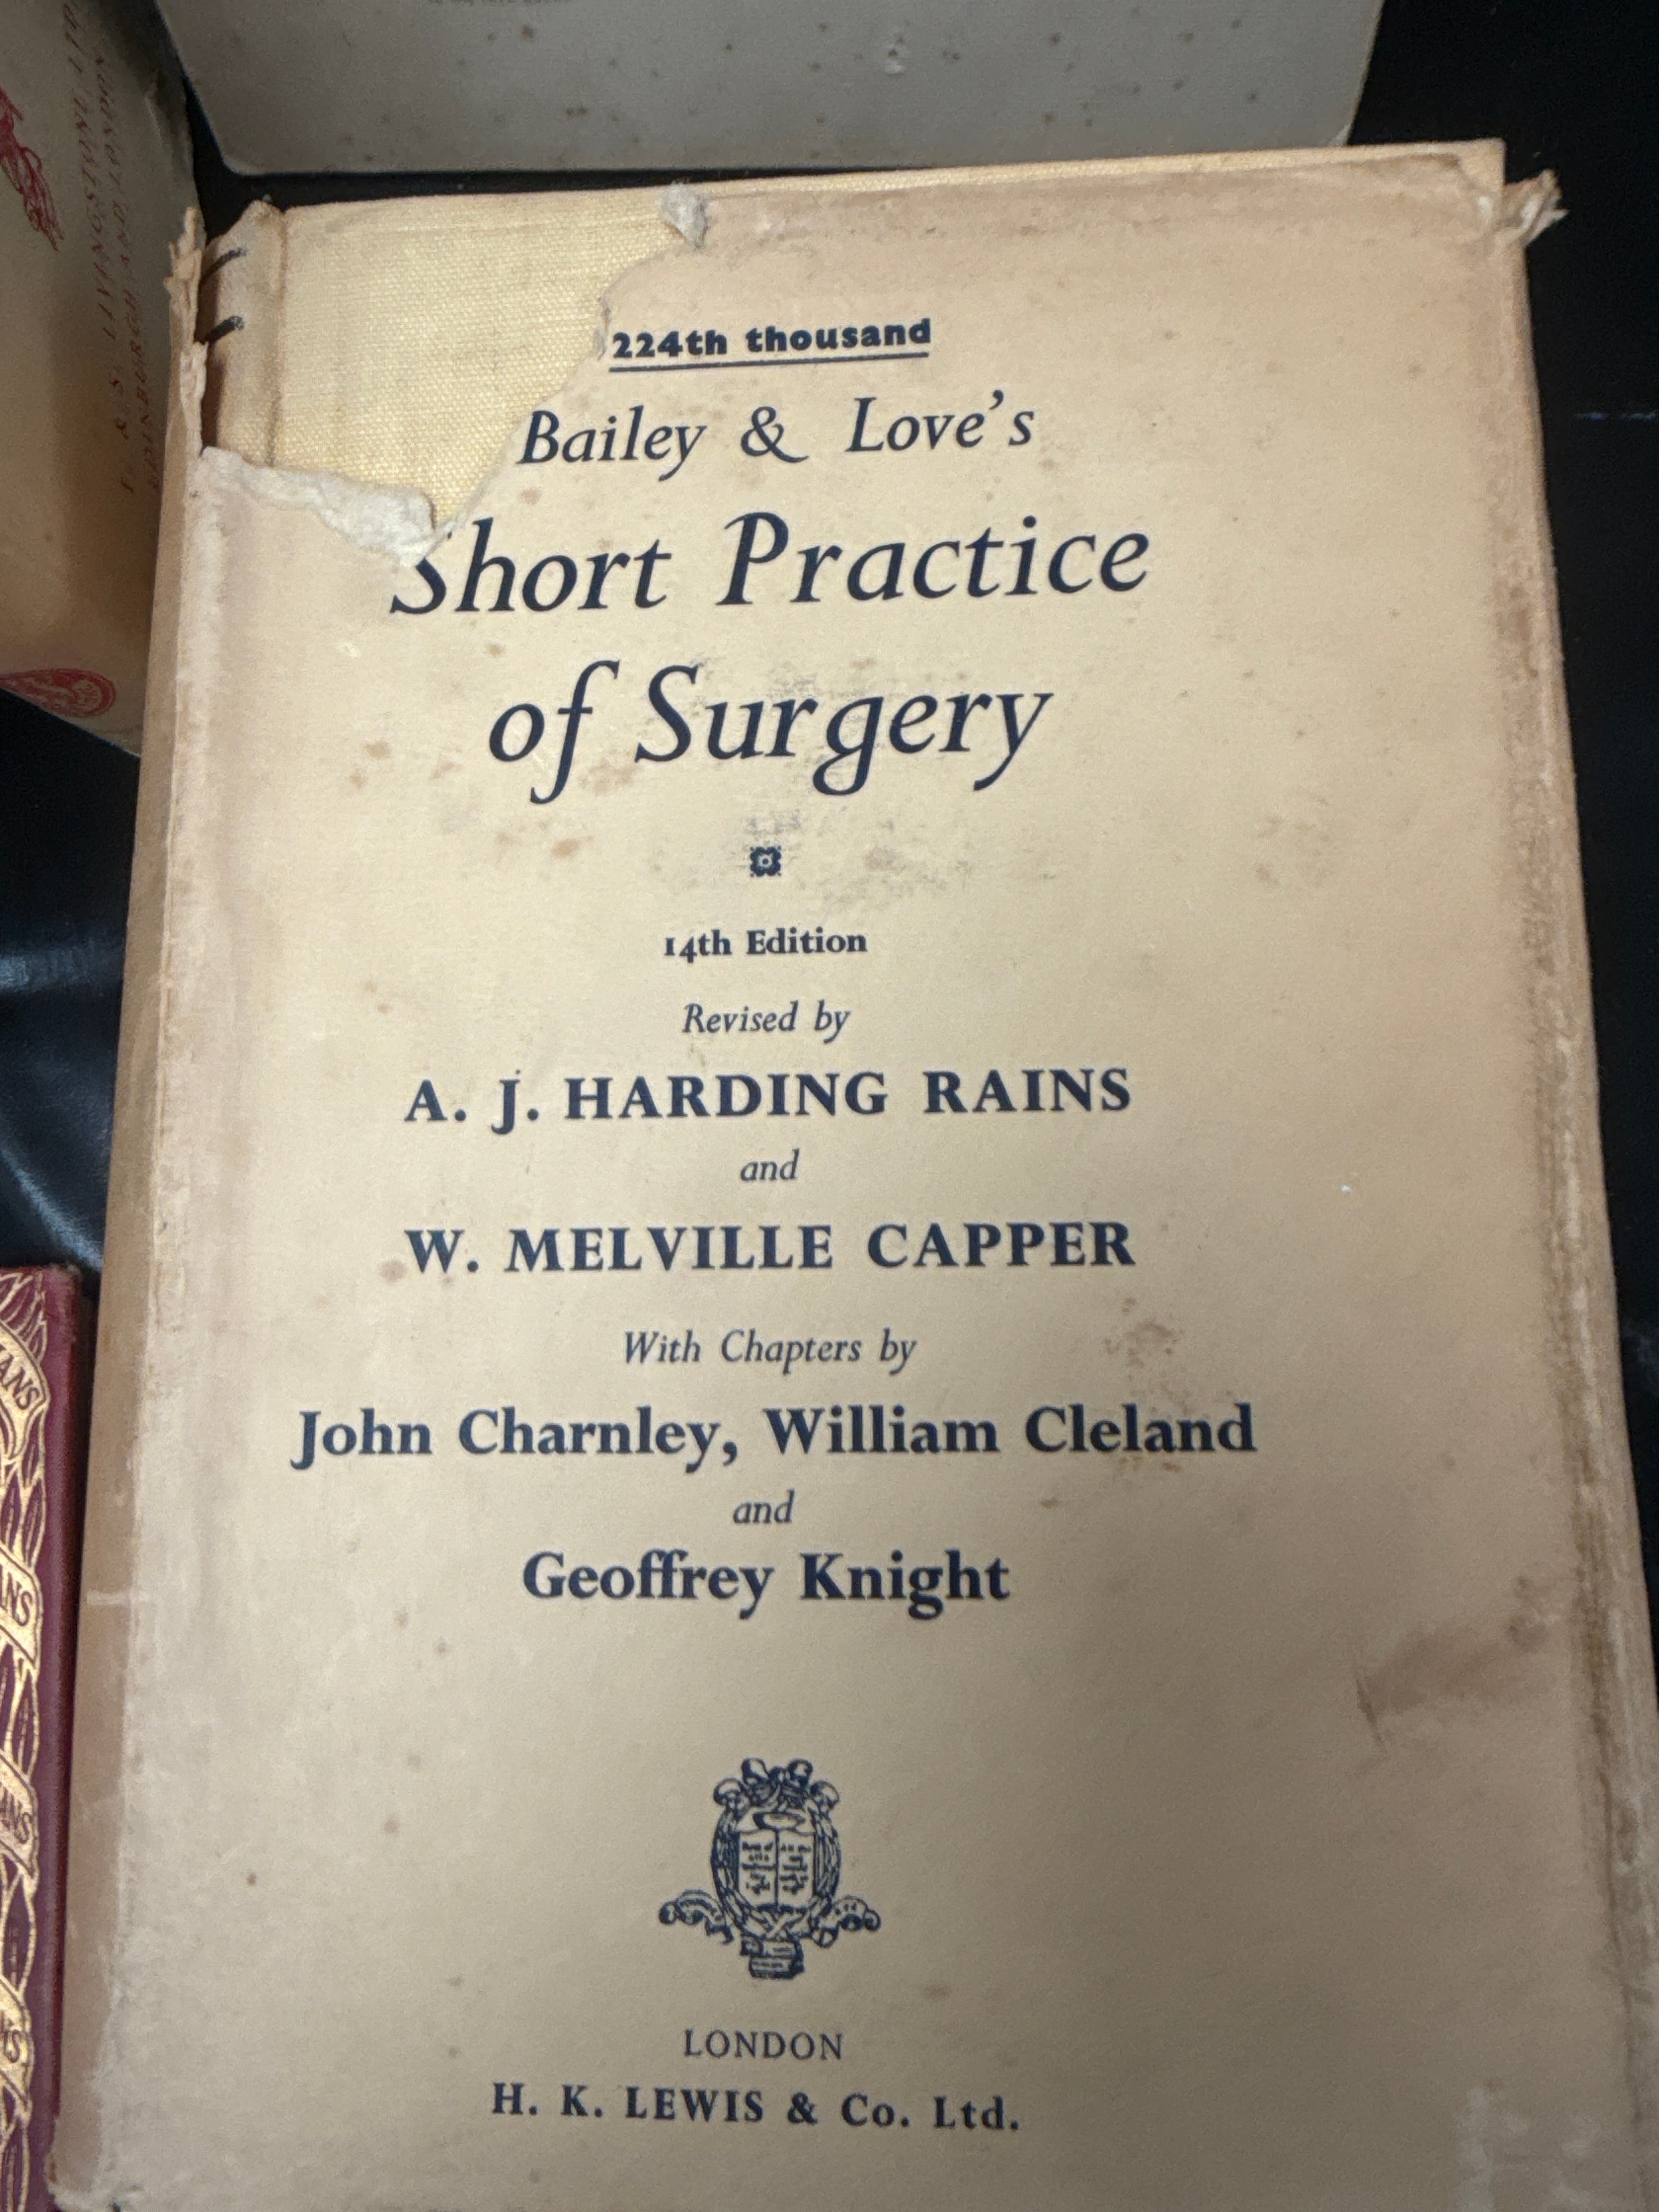 224th thousand
Bailey & Love's
Short Practice
of Surgery
14th Edition
Revised by
A. J. HARDING RAINS
and
W. MELVILLE CAPPER
With Chapters by
John Charnley, William Cleland
and
Geoffrey Knight
LONDON
H. K. LEWIS & Co. Ltd.